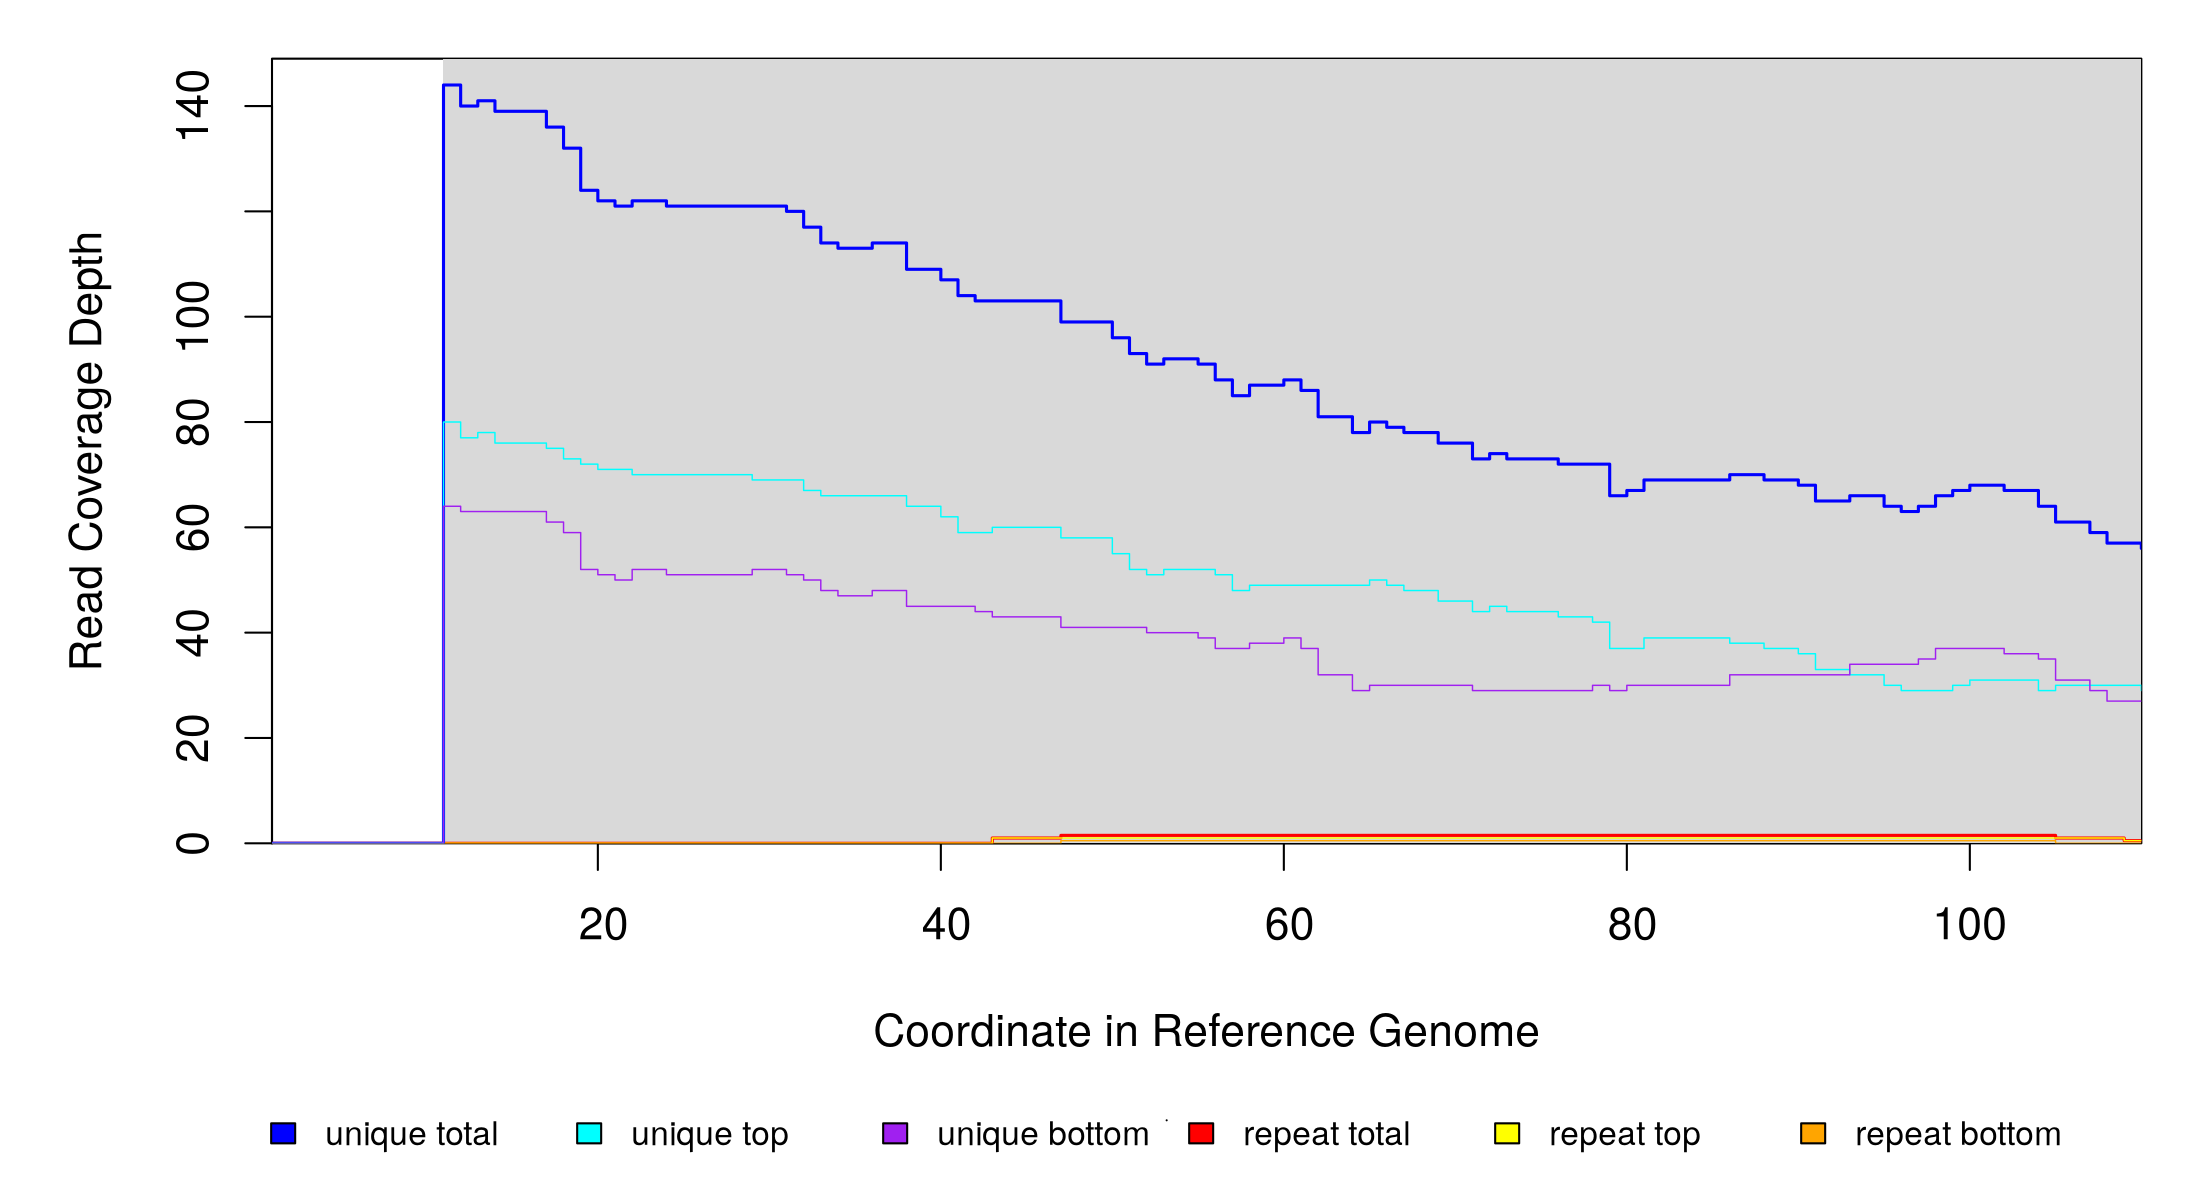 Read Coverage Depth
140
100
80
60
40
20
0
20 40 60 80 100
Coordinate in Reference Genome
unique total unique top unique bottom repeat total repeat top repeat bottom